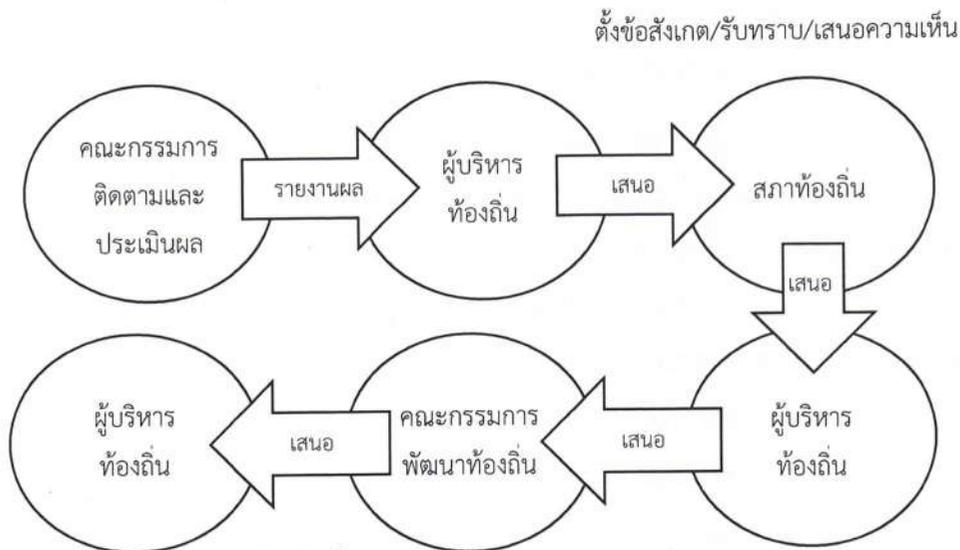 ตั้งข้อสังเกต/รับทราบ/เสนอความเห็น
คณะกรรมการ
ติดตามและ
ประเมินผล
รายงานผล
ผู้บริหาร
ท้องถิ่น
เสนอ
สภาท้องถิ่น
เสนอ
ผู้บริหาร
ท้องถิ่น
เสนอ
คณะกรรมการ
พัฒนาท้องถิ่น
เสนอ
ผู้บริหาร
ท้องถิ่น